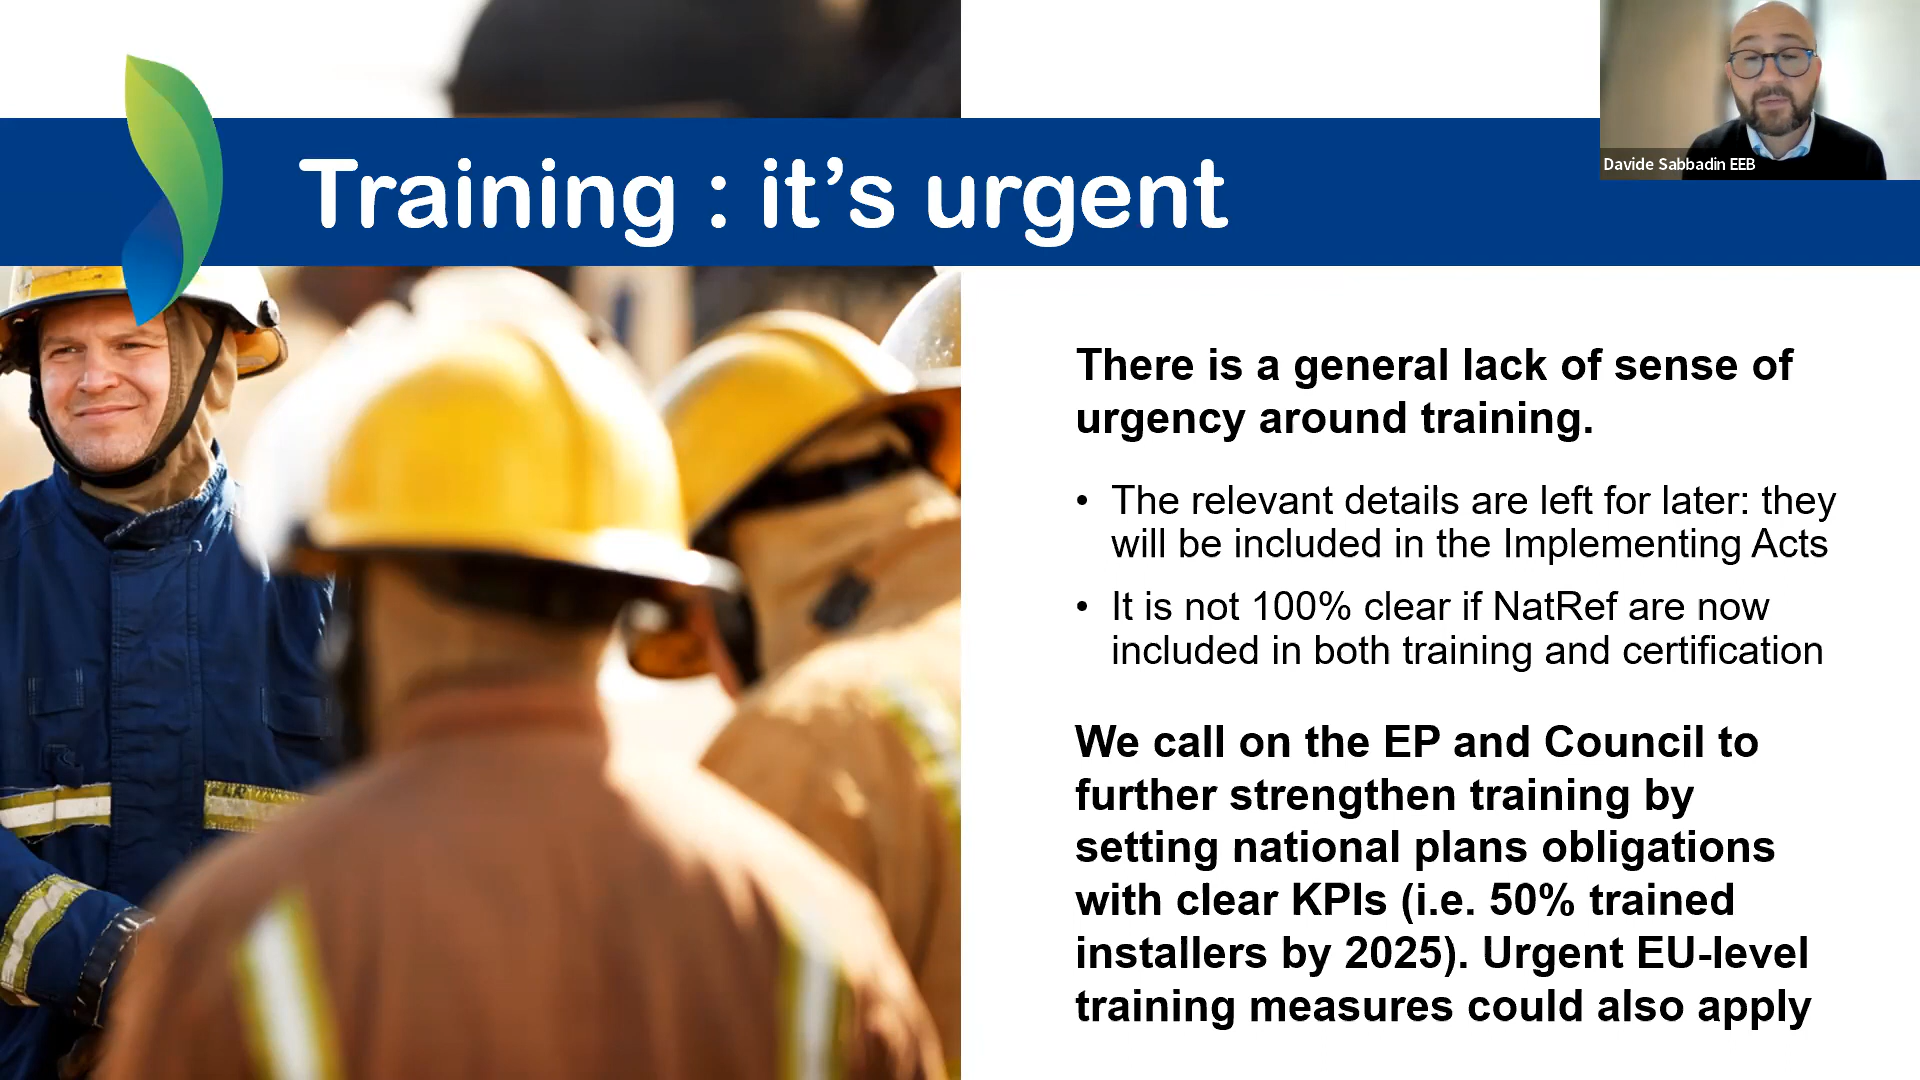 Davide Sabbadin EEB
Training : it’s urgent
There is a general lack of sense of
urgency around training.
• The relevant details are left for later: they
will be included in the Implementing Acts
• It is not 100% clear if NatRef are now
included in both training and certification
We call on the EP and Council to
further strengthen training by
setting national plans obligations
with clear KPIs (i.e. 50% trained
installers by 2025). Urgent EU-level
training measures could also apply